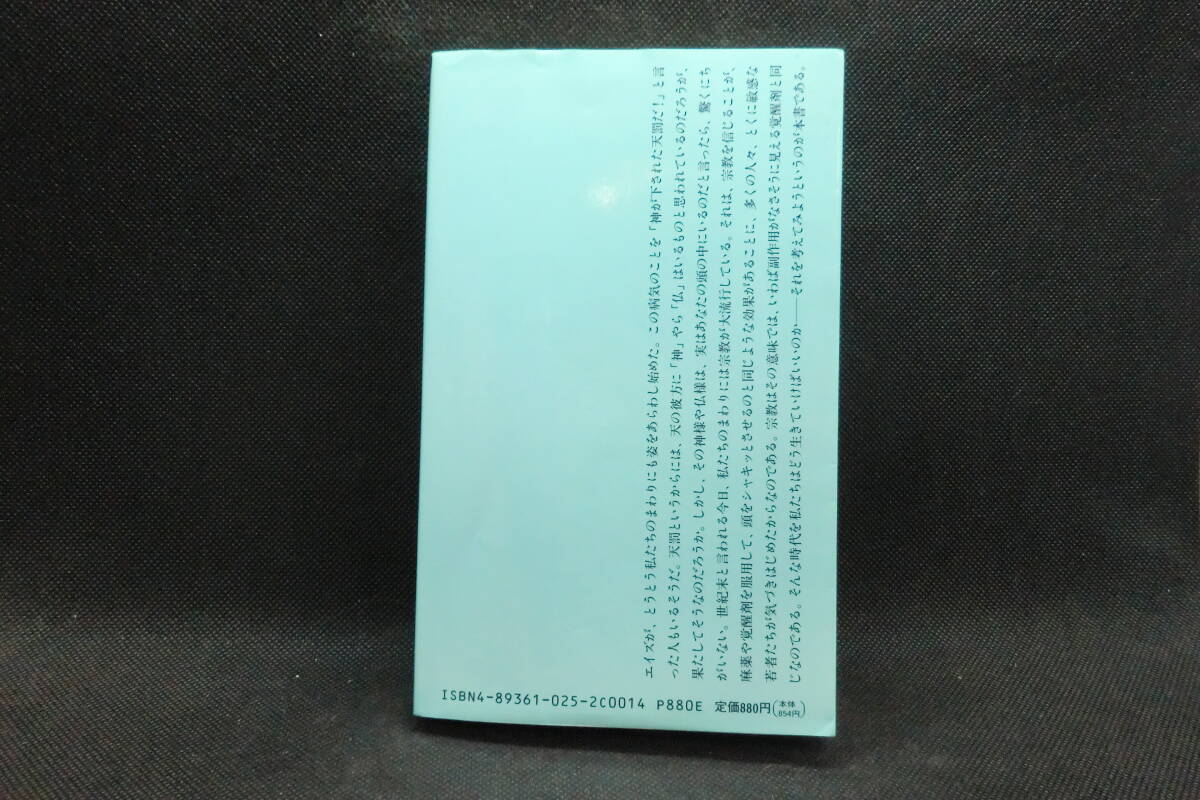 エイズが、とうとう私たちのまわりにも姿をあらわし始めた。この病気のことを「神が下された天罰だ！」と言
った人もいるそうだ。天罰というからには、天の彼方に「神」やら「仏」はいるものと思われているのだろうが、
果たしてそうなのだろうか。しかし、その神様や仏様は、実はあなたの頭の中にいるのだと言ったら、驚くにち
がいない。世紀末と言われる今日、私たちのまわりには宗教が大流行している。それは、宗教を信じることが、
麻薬や覚醒剤を服用して、頭をシャキッとさせるのと同じような効果があることに、多くの人々、とくに敏感な
若者たちが気づきはじめたからなのである。宗教はその意味では、いわば副作用がなさそうに見える覚醒剤と同
じなのである。そんな時代を私たちはどう生きていけばいいのか――それを考えてみようというのが本書である。
ISBN4-89361-025-2C0014 P880E 定価880円(本体854円)